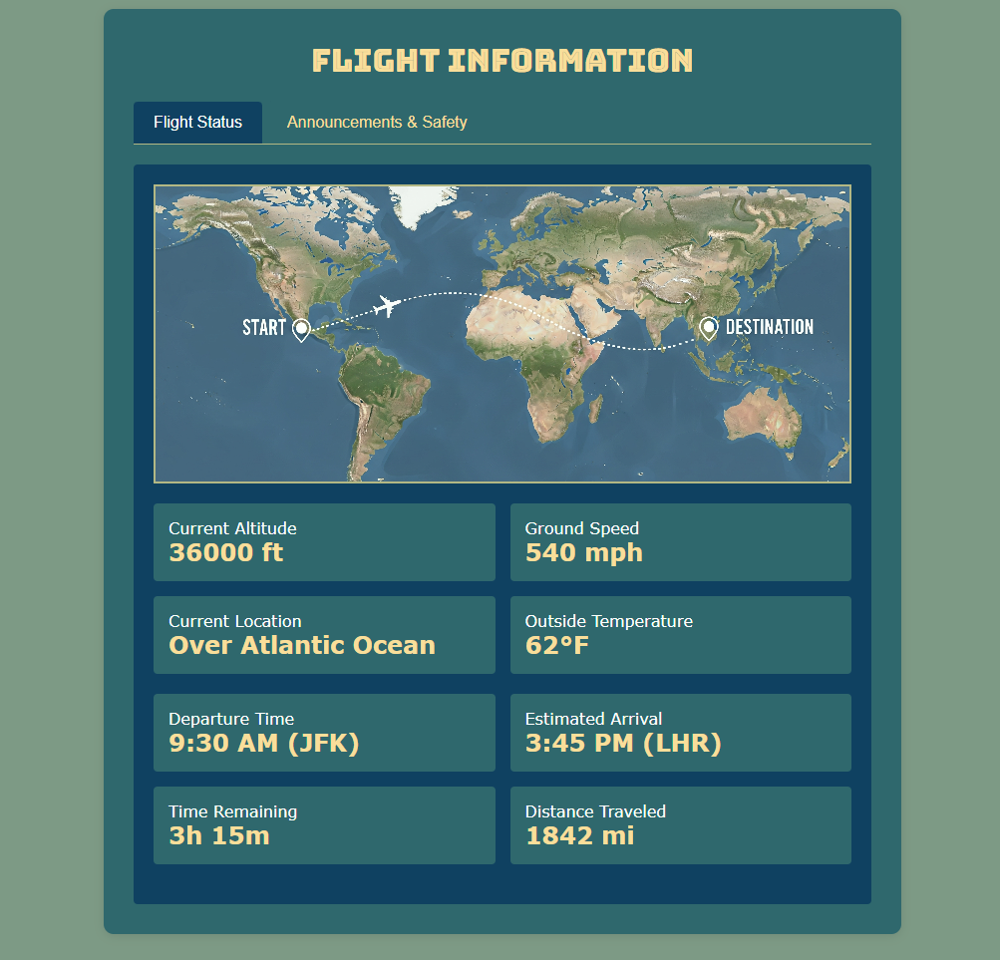 FLIGHT INFORMATION
Flight Status
Announcements & Safety
START
DESTINATION
Current Altitude
36000 ft
Ground Speed
540 mph
Current Location
Over Atlantic Ocean
Outside Temperature
62°F
Departure Time
9:30 AM (JFK)
Estimated Arrival
3:45 PM (LHR)
Time Remaining
3h 15m
Distance Traveled
1842 mi